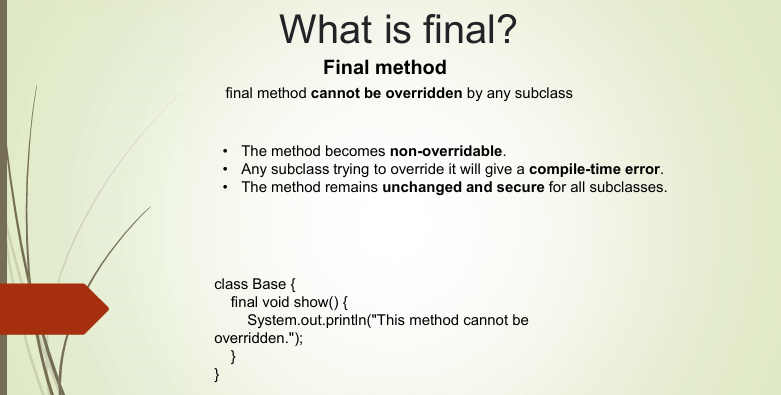 What is final?
Final method
final method cannot be overridden by any subclass
• The method becomes non-overridable.
• Any subclass trying to override it will give a compile-time error.
• The method remains unchanged and secure for all subclasses.
class Base {
    final void show() {
        System.out.println("This method cannot be
overridden.");
    }
}